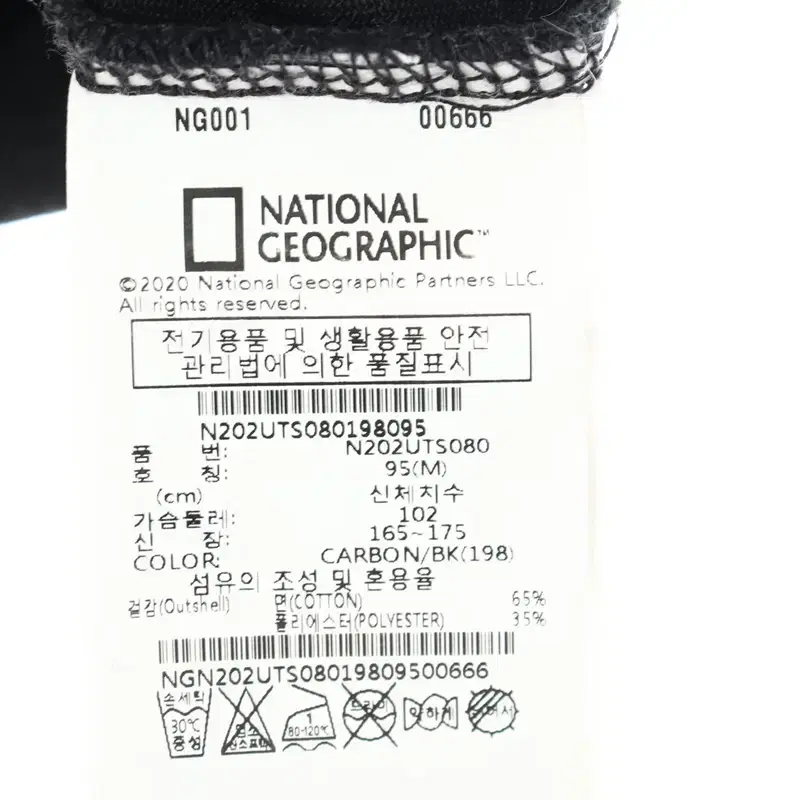 NG001 00666
NATIONAL
GEOGRAPHIC™
©2020 National Geographic Partners LLC.
All rights reserved.
전기용품 및 생활용품 안전
관리법에 의한 품질표시
N202UTS080198095
품 번: N202UTS080
호 칭: 95(M)
(cm) 신체치수
가슴둘레: 102
신 장: 165~175
COLOR: CARBON/BK(198)
섬유의 조성 및 혼용율
겉감(Outshell) 면(COTTON) 65%
폴리에스터(POLYESTER) 35%
NGN202UTS08019809500666
손세탁 30℃ 중성
1 80-120℃
드라이
약하게